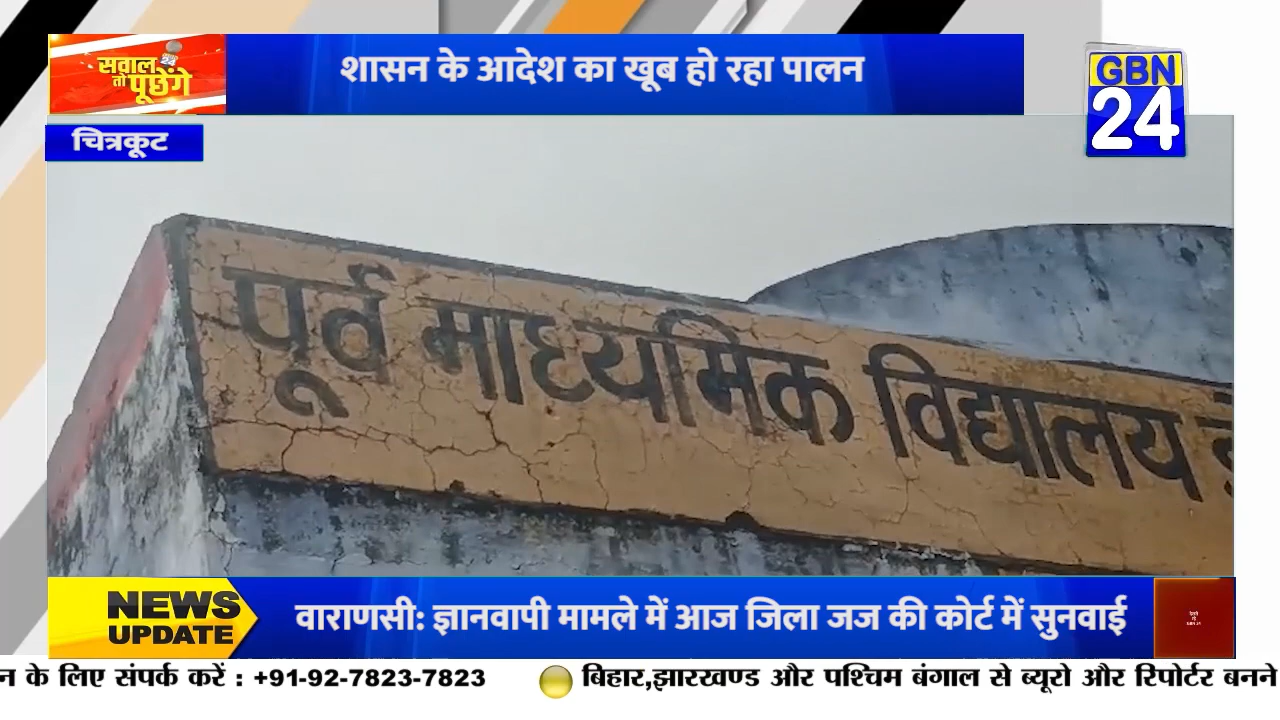 सवाल
24
तो पूछेंगे
शासन के आदेश का खूब हो रहा पालन
GBN
24
चित्रकूट
पूर्व माध्यमिक विद्यालय
NEWS
UPDATE
वाराणसी: ज्ञानवापी मामले में आज जिला जज की कोर्ट में सुनवाई
न के लिए संपर्क करें : +91-92-7823-7823
बिहार,झारखण्ड और पश्चिम बंगाल से ब्यूरो और रिपोर्टर बनने